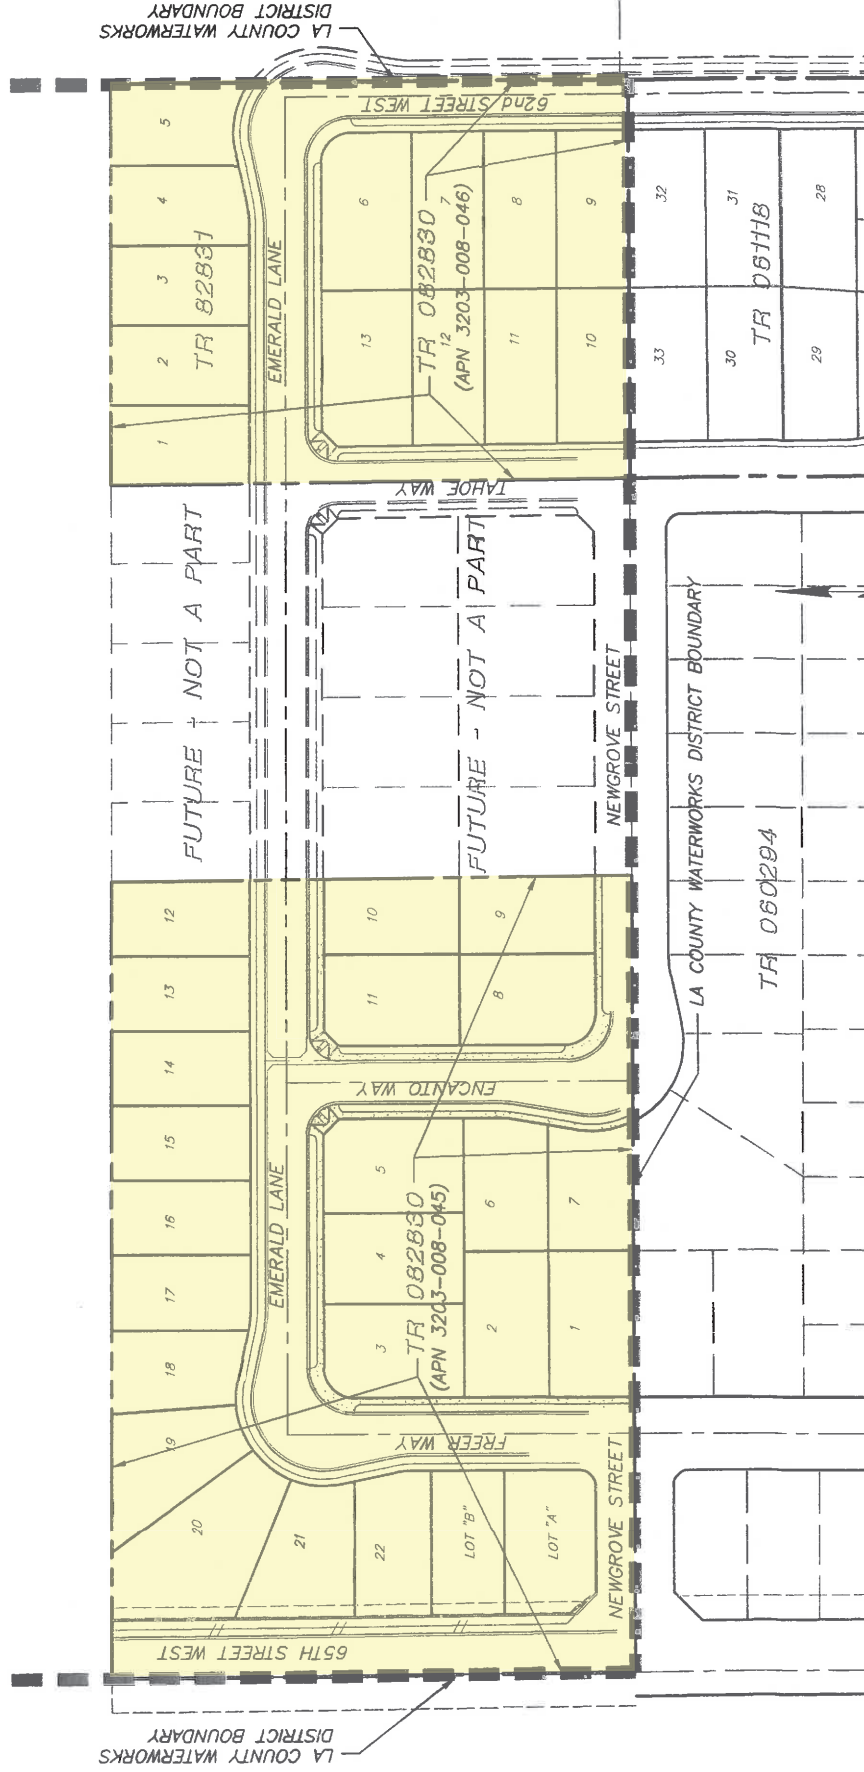 LA COUNTY WATERWORKS
DISTRICT BOUNDARY
62nd STREET WEST
5
4
3
2
1
TR 82831
EMERALD LANE
6
7
8
9
13
12
11
10
TR 082830
(APN 3203-008-046)
32
31
28
33
30
29
TR 061118
TAHOE WAY
FUTURE - NOT A PART
FUTURE - NOT A PART
NEWGROVE STREET
LA COUNTY WATERWORKS DISTRICT BOUNDARY
TR 060294
12
13
14
15
16
17
18
19
20
21
22
LOT "B"
LOT "A"
10
9
11
8
ENCANTO WAY
EMERALD LANE
5
4
3
6
7
2
1
TR 082830
(APN 3203-008-045)
FREER WAY
NEWGROVE STREET
65TH STREET WEST
LA COUNTY WATERWORKS
DISTRICT BOUNDARY